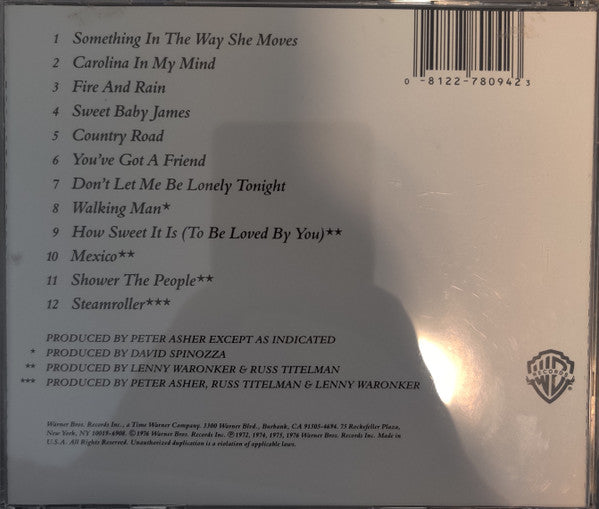 1 Something In The Way She Moves
2 Carolina In My Mind
3 Fire And Rain
4 Sweet Baby James
5 Country Road
6 You've Got A Friend
7 Don't Let Me Be Lonely Tonight
8 Walking Man*
9 How Sweet It Is (To Be Loved By You)**
10 Mexico**
11 Shower The People**
12 Steamroller***
0 -8122-78094 2 3
PRODUCED BY PETER ASHER EXCEPT AS INDICATED
* PRODUCED BY DAVID SPINOZZA
** PRODUCED BY LENNY WARONKER & RUSS TITELMAN
*** PRODUCED BY PETER ASHER, RUSS TITELMAN & LENNY WARONKER
RECORDS
Warner Bros. Records Inc., a Time Warner Company. 3300 Warner Blvd., Burbank, CA 91505-4694. 75 Rockefeller Plaza,
New York, NY 10019-6908. ©1976 Warner Bros. Records Inc. ℗ 1972, 1974, 1975, 1976 Warner Bros. Records Inc. Made in
U.S.A. All Rights Reserved. Unauthorized duplication is a violation of applicable laws.